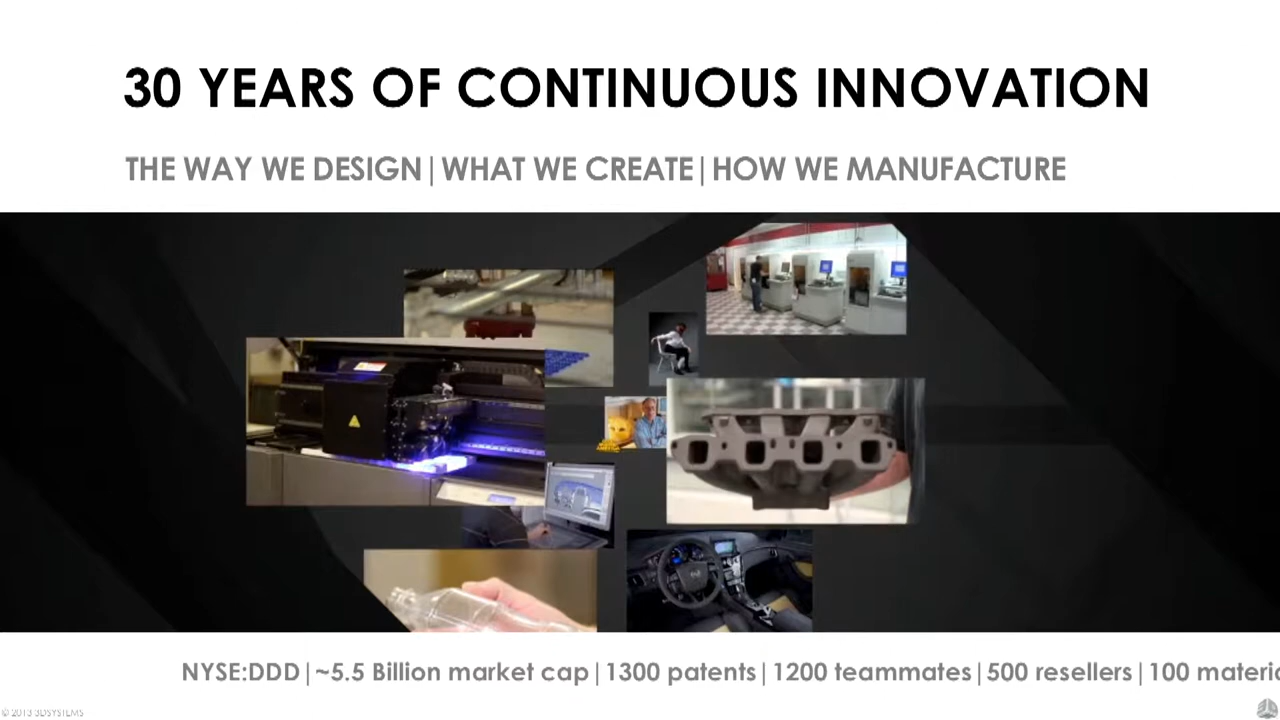 30 YEARS OF CONTINUOUS INNOVATION
THE WAY WE DESIGN|WHAT WE CREATE|HOW WE MANUFACTURE
NYSE:DDD|~5.5 Billion market cap|1300 patents|1200 teammates|500 resellers|100 materi
© 2013 3DSYSTEMS